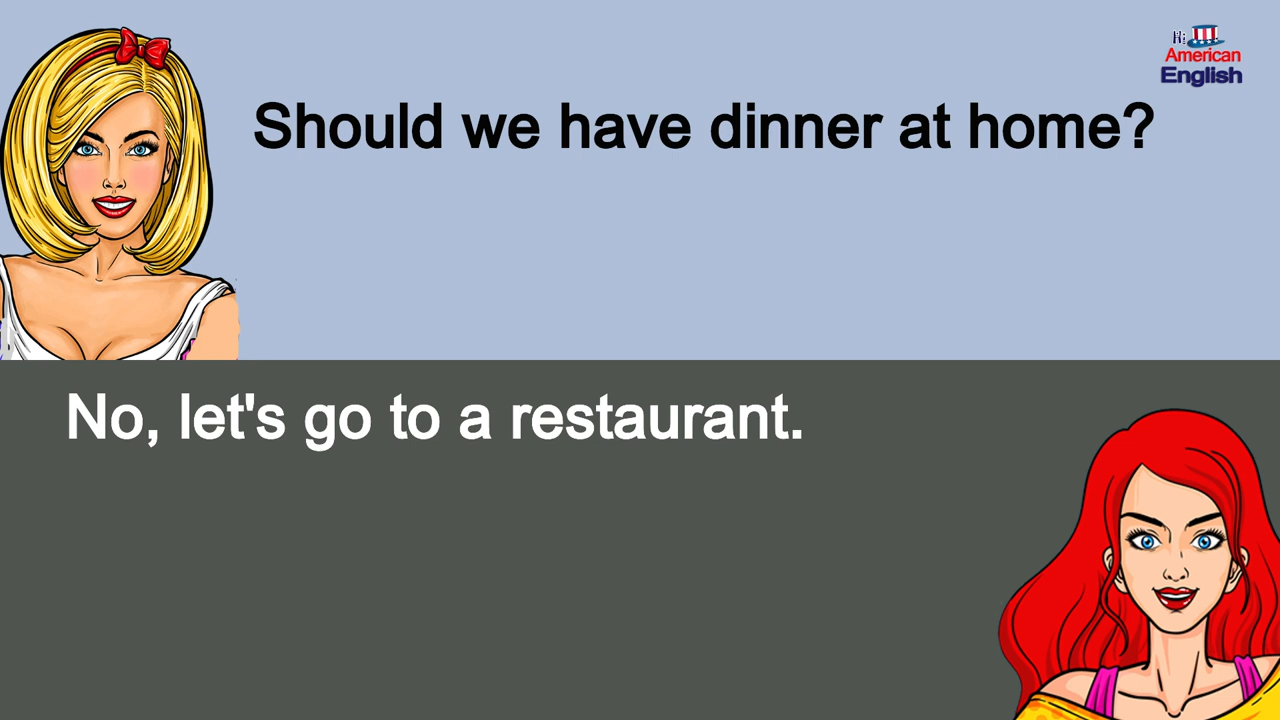 Hi
American
English
Should we have dinner at home?
No, let's go to a restaurant.